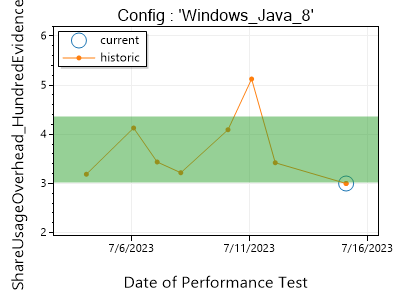 Config : 'Windows_Java_8'
ShareUsageOverhead_HundredEvidence
current
historic
6
5
4
3
2
7/6/2023
7/11/2023
7/16/2023
Date of Performance Test